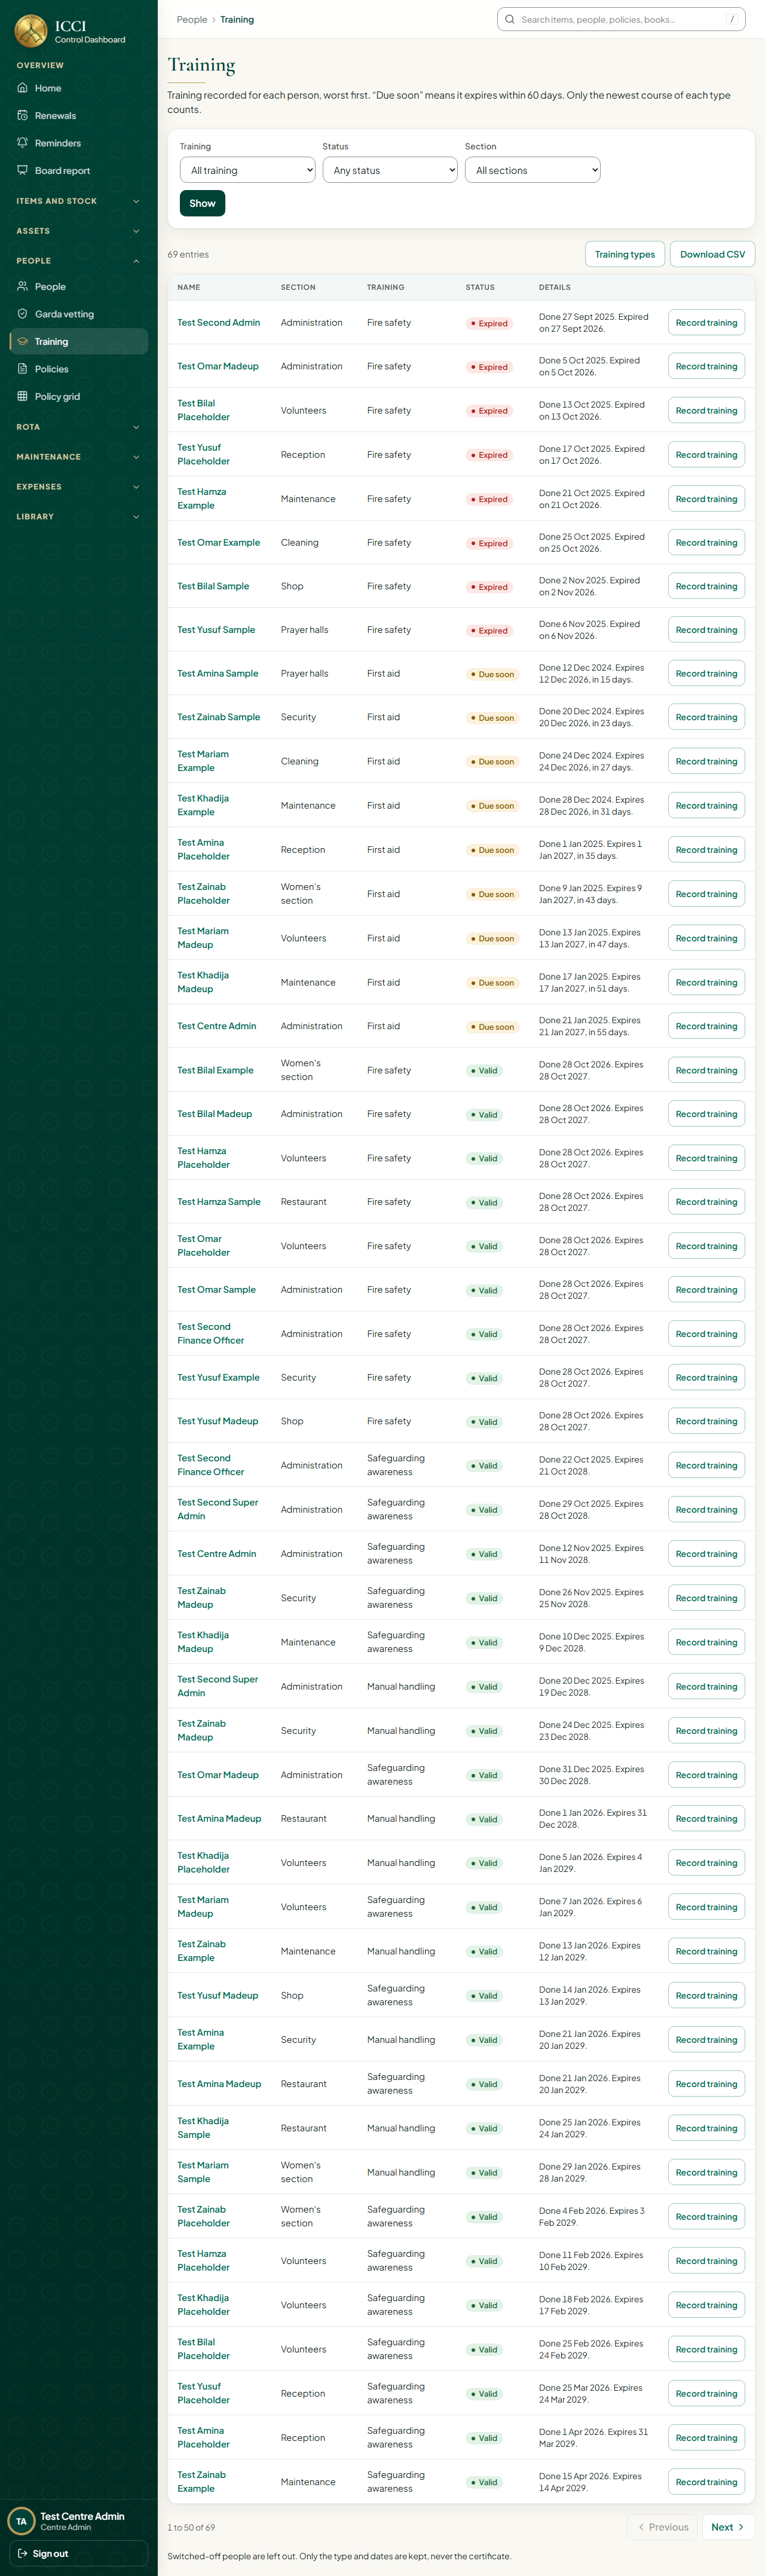 ICCI
Control Dashboard
OVERVIEW
Home
Renewals
Reminders
Board report
ITEMS AND STOCK
ASSETS
PEOPLE
People
Garda vetting
Training
Policies
Policy grid
ROTA
MAINTENANCE
EXPENSES
LIBRARY
TA
Test Centre Admin
Centre Admin
Sign out
People > Training
Search items, people, policies, books... /
Training
Training recorded for each person, worst first. "Due soon" means it expires within 60 days. Only the newest course of each type
counts.
Training Status Section
All training Any status All sections
Show
69 entries Training types Download CSV
NAME SECTION TRAINING STATUS DETAILS
Test Second Admin Administration Fire safety Expired Done 27 Sept 2025. Expired
on 27 Sept 2026. Record training
Test Omar Madeup Administration Fire safety Expired Done 5 Oct 2025. Expired
on 5 Oct 2026. Record training
Test Bilal
Placeholder Volunteers Fire safety Expired Done 13 Oct 2025. Expired
on 13 Oct 2026. Record training
Test Yusuf
Placeholder Reception Fire safety Expired Done 17 Oct 2025. Expired
on 17 Oct 2026. Record training
Test Hamza
Example Maintenance Fire safety Expired Done 21 Oct 2025. Expired
on 21 Oct 2026. Record training
Test Omar Example Cleaning Fire safety Expired Done 25 Oct 2025. Expired
on 25 Oct 2026. Record training
Test Bilal Sample Shop Fire safety Expired Done 2 Nov 2025. Expired
on 2 Nov 2026. Record training
Test Yusuf Sample Prayer halls Fire safety Expired Done 6 Nov 2025. Expired
on 6 Nov 2026. Record training
Test Amina Sample Prayer halls First aid Due soon Done 12 Dec 2024. Expires
12 Dec 2026, in 15 days. Record training
Test Zainab Sample Security First aid Due soon Done 20 Dec 2024. Expires
20 Dec 2026, in 23 days. Record training
Test Mariam
Example Cleaning First aid Due soon Done 24 Dec 2024. Expires
24 Dec 2026, in 27 days. Record training
Test Khadija
Example Maintenance First aid Due soon Done 28 Dec 2024. Expires
28 Dec 2026, in 31 days. Record training
Test Amina
Placeholder Reception First aid Due soon Done 1 Jan 2025. Expires 1
Jan 2027, in 35 days. Record training
Test Zainab
Placeholder Women's
section First aid Due soon Done 9 Jan 2025. Expires 9
Jan 2027, in 43 days. Record training
Test Mariam
Madeup Volunteers First aid Due soon Done 13 Jan 2025. Expires
13 Jan 2027, in 47 days. Record training
Test Khadija
Madeup Maintenance First aid Due soon Done 17 Jan 2025. Expires
17 Jan 2027, in 51 days. Record training
Test Centre Admin Administration First aid Due soon Done 21 Jan 2025. Expires
21 Jan 2027, in 55 days. Record training
Test Bilal Example Women's
section Fire safety Valid Done 28 Oct 2026. Expires
28 Oct 2027. Record training
Test Bilal Madeup Administration Fire safety Valid Done 28 Oct 2026. Expires
28 Oct 2027. Record training
Test Hamza
Placeholder Volunteers Fire safety Valid Done 28 Oct 2026. Expires
28 Oct 2027. Record training
Test Hamza Sample Restaurant Fire safety Valid Done 28 Oct 2026. Expires
28 Oct 2027. Record training
Test Omar
Placeholder Volunteers Fire safety Valid Done 28 Oct 2026. Expires
28 Oct 2027. Record training
Test Omar Sample Administration Fire safety Valid Done 28 Oct 2026. Expires
28 Oct 2027. Record training
Test Second
Finance Officer Administration Fire safety Valid Done 28 Oct 2026. Expires
28 Oct 2027. Record training
Test Yusuf Example Security Fire safety Valid Done 28 Oct 2026. Expires
28 Oct 2027. Record training
Test Yusuf Madeup Shop Fire safety Valid Done 28 Oct 2026. Expires
28 Oct 2027. Record training
Test Second
Finance Officer Administration Safeguarding
awareness Valid Done 22 Oct 2025. Expires
21 Oct 2028. Record training
Test Second Super
Admin Administration Safeguarding
awareness Valid Done 29 Oct 2025. Expires
28 Oct 2028. Record training
Test Centre Admin Administration Safeguarding
awareness Valid Done 12 Nov 2025. Expires
11 Nov 2028. Record training
Test Zainab
Madeup Security Safeguarding
awareness Valid Done 26 Nov 2025. Expires
25 Nov 2028. Record training
Test Khadija
Madeup Maintenance Safeguarding
awareness Valid Done 10 Dec 2025. Expires
9 Dec 2028. Record training
Test Second Super
Admin Administration Manual handling Valid Done 20 Dec 2025. Expires
19 Dec 2028. Record training
Test Zainab
Madeup Security Manual handling Valid Done 24 Dec 2025. Expires
23 Dec 2028. Record training
Test Omar Madeup Administration Safeguarding
awareness Valid Done 31 Dec 2025. Expires
30 Dec 2028. Record training
Test Amina Madeup Restaurant Manual handling Valid Done 1 Jan 2026. Expires 31
Dec 2028. Record training
Test Khadija
Placeholder Volunteers Manual handling Valid Done 5 Jan 2026. Expires 4
Jan 2029. Record training
Test Mariam
Madeup Volunteers Safeguarding
awareness Valid Done 7 Jan 2026. Expires 6
Jan 2029. Record training
Test Zainab
Example Maintenance Manual handling Valid Done 13 Jan 2026. Expires
12 Jan 2029. Record training
Test Yusuf Madeup Shop Safeguarding
awareness Valid Done 14 Jan 2026. Expires
13 Jan 2029. Record training
Test Amina
Example Security Manual handling Valid Done 21 Jan 2026. Expires
20 Jan 2029. Record training
Test Amina Madeup Restaurant Safeguarding
awareness Valid Done 21 Jan 2026. Expires
20 Jan 2029. Record training
Test Khadija
Sample Restaurant Manual handling Valid Done 25 Jan 2026. Expires
24 Jan 2029. Record training
Test Mariam
Sample Women's
section Manual handling Valid Done 29 Jan 2026. Expires
28 Jan 2029. Record training
Test Zainab
Placeholder Women's
section Safeguarding
awareness Valid Done 4 Feb 2026. Expires 3
Feb 2029. Record training
Test Hamza
Placeholder Volunteers Safeguarding
awareness Valid Done 11 Feb 2026. Expires
10 Feb 2029. Record training
Test Khadija
Placeholder Volunteers Safeguarding
awareness Valid Done 18 Feb 2026. Expires
17 Feb 2029. Record training
Test Bilal
Placeholder Volunteers Safeguarding
awareness Valid Done 25 Feb 2026. Expires
24 Feb 2029. Record training
Test Yusuf
Placeholder Reception Safeguarding
awareness Valid Done 25 Mar 2026. Expires
24 Mar 2029. Record training
Test Amina
Placeholder Reception Safeguarding
awareness Valid Done 1 Apr 2026. Expires 31
Mar 2029. Record training
Test Zainab
Example Maintenance Safeguarding
awareness Valid Done 15 Apr 2026. Expires
14 Apr 2029. Record training
1 to 50 of 69 Previous Next
Switched-off people are left out. Only the type and dates are kept, never the certificate.